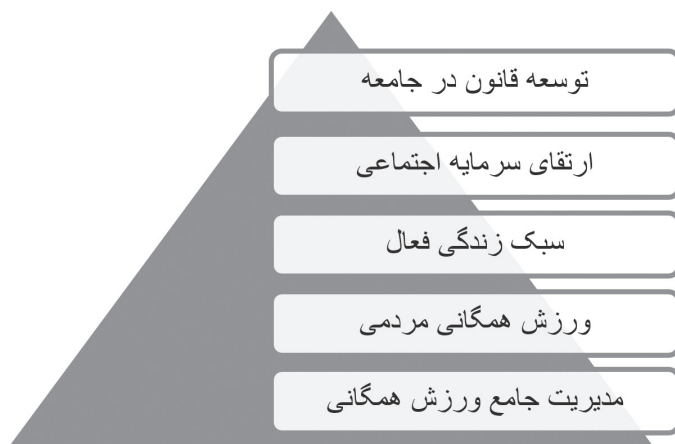 توسعه قانون در جامعه
ارتقای سرمایه اجتماعی
سبک زندگی فعال
ورزش همگانی مردمی
مدیریت جامع ورزش همگانی